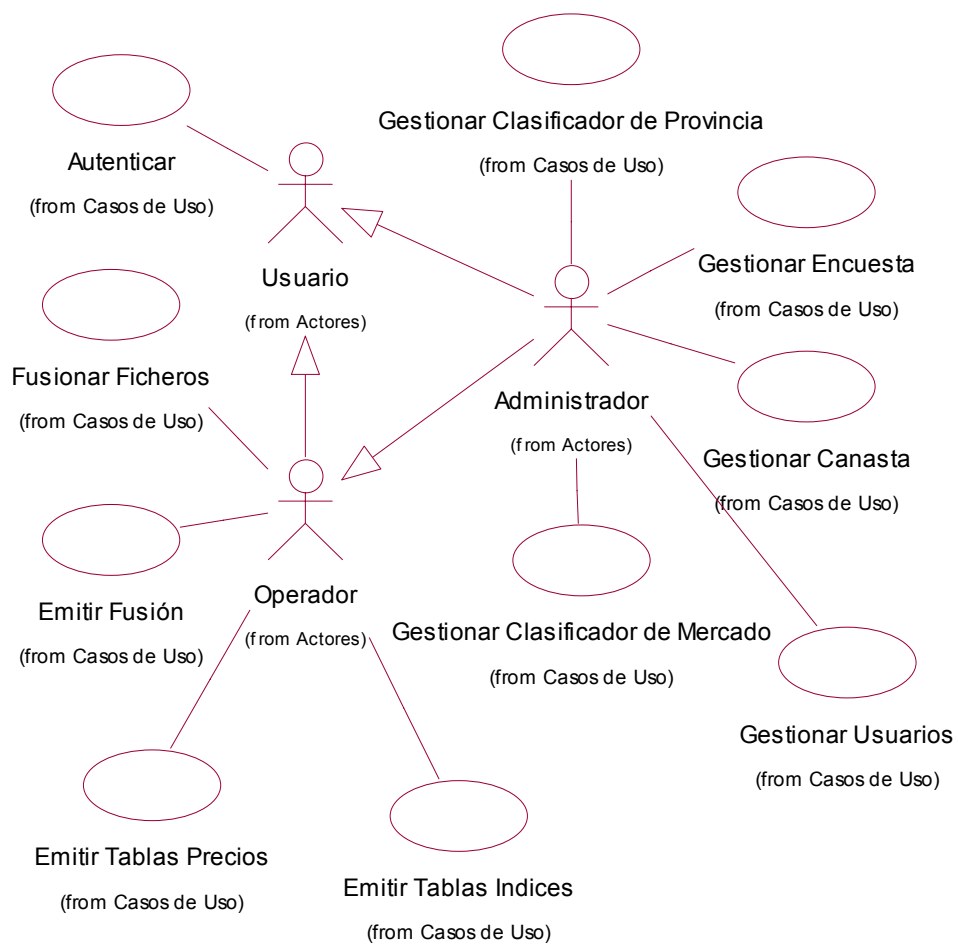 Gestionar Clasificador de Provincia
(from Casos de Uso)
Autenticar
(from Casos de Uso)
Usuario
(from Actores)
Gestionar Encuesta
(from Casos de Uso)
Fusionar Ficheros
(from Casos de Uso)
Administrador
(from Actores)
Gestionar Canasta
(from Casos de Uso)
Emitir Fusión
(from Casos de Uso)
Operador
(from Actores)
Gestionar Clasificador de Mercado
(from Casos de Uso)
Gestionar Usuarios
(from Casos de Uso)
Emitir Tablas Precios
(from Casos de Uso)
Emitir Tablas Indices
(from Casos de Uso)